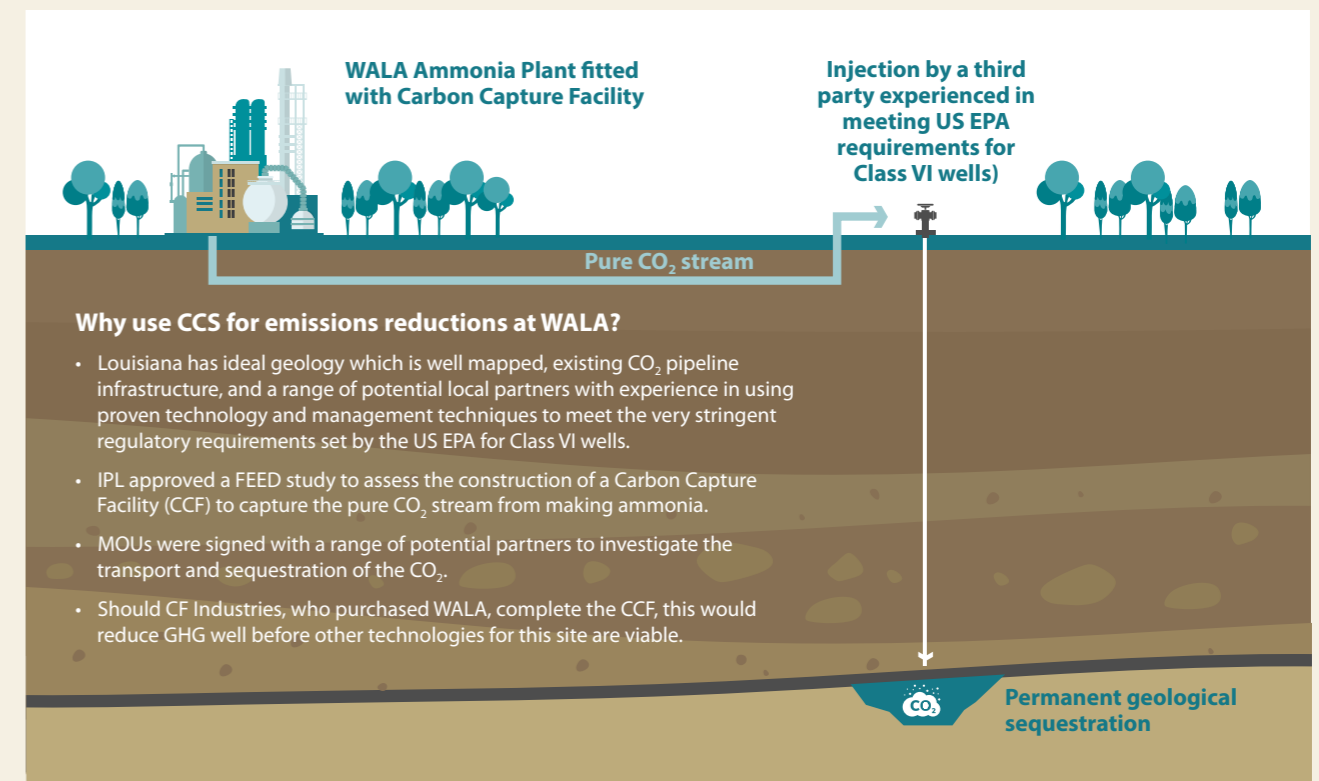 WALA Ammonia Plant fitted
with Carbon Capture Facility
Injection by a third
party experienced in
meeting US EPA
requirements for
Class VI wells)
Pure CO₂ stream
Why use CCS for emissions reductions at WALA?
• Louisiana has ideal geology which is well mapped, existing CO₂ pipeline
infrastructure, and a range of potential local partners with experience in using
proven technology and management techniques to meet the very stringent
regulatory requirements set by the US EPA for Class VI wells.
• IPL approved a FEED study to assess the construction of a Carbon Capture
Facility (CCF) to capture the pure CO₂ stream from making ammonia.
• MOUs were signed with a range of potential partners to investigate the
transport and sequestration of the CO₂.
• Should CF Industries, who purchased WALA, complete the CCF, this would
reduce GHG well before other technologies for this site are viable.
CO₂
Permanent geological
sequestration